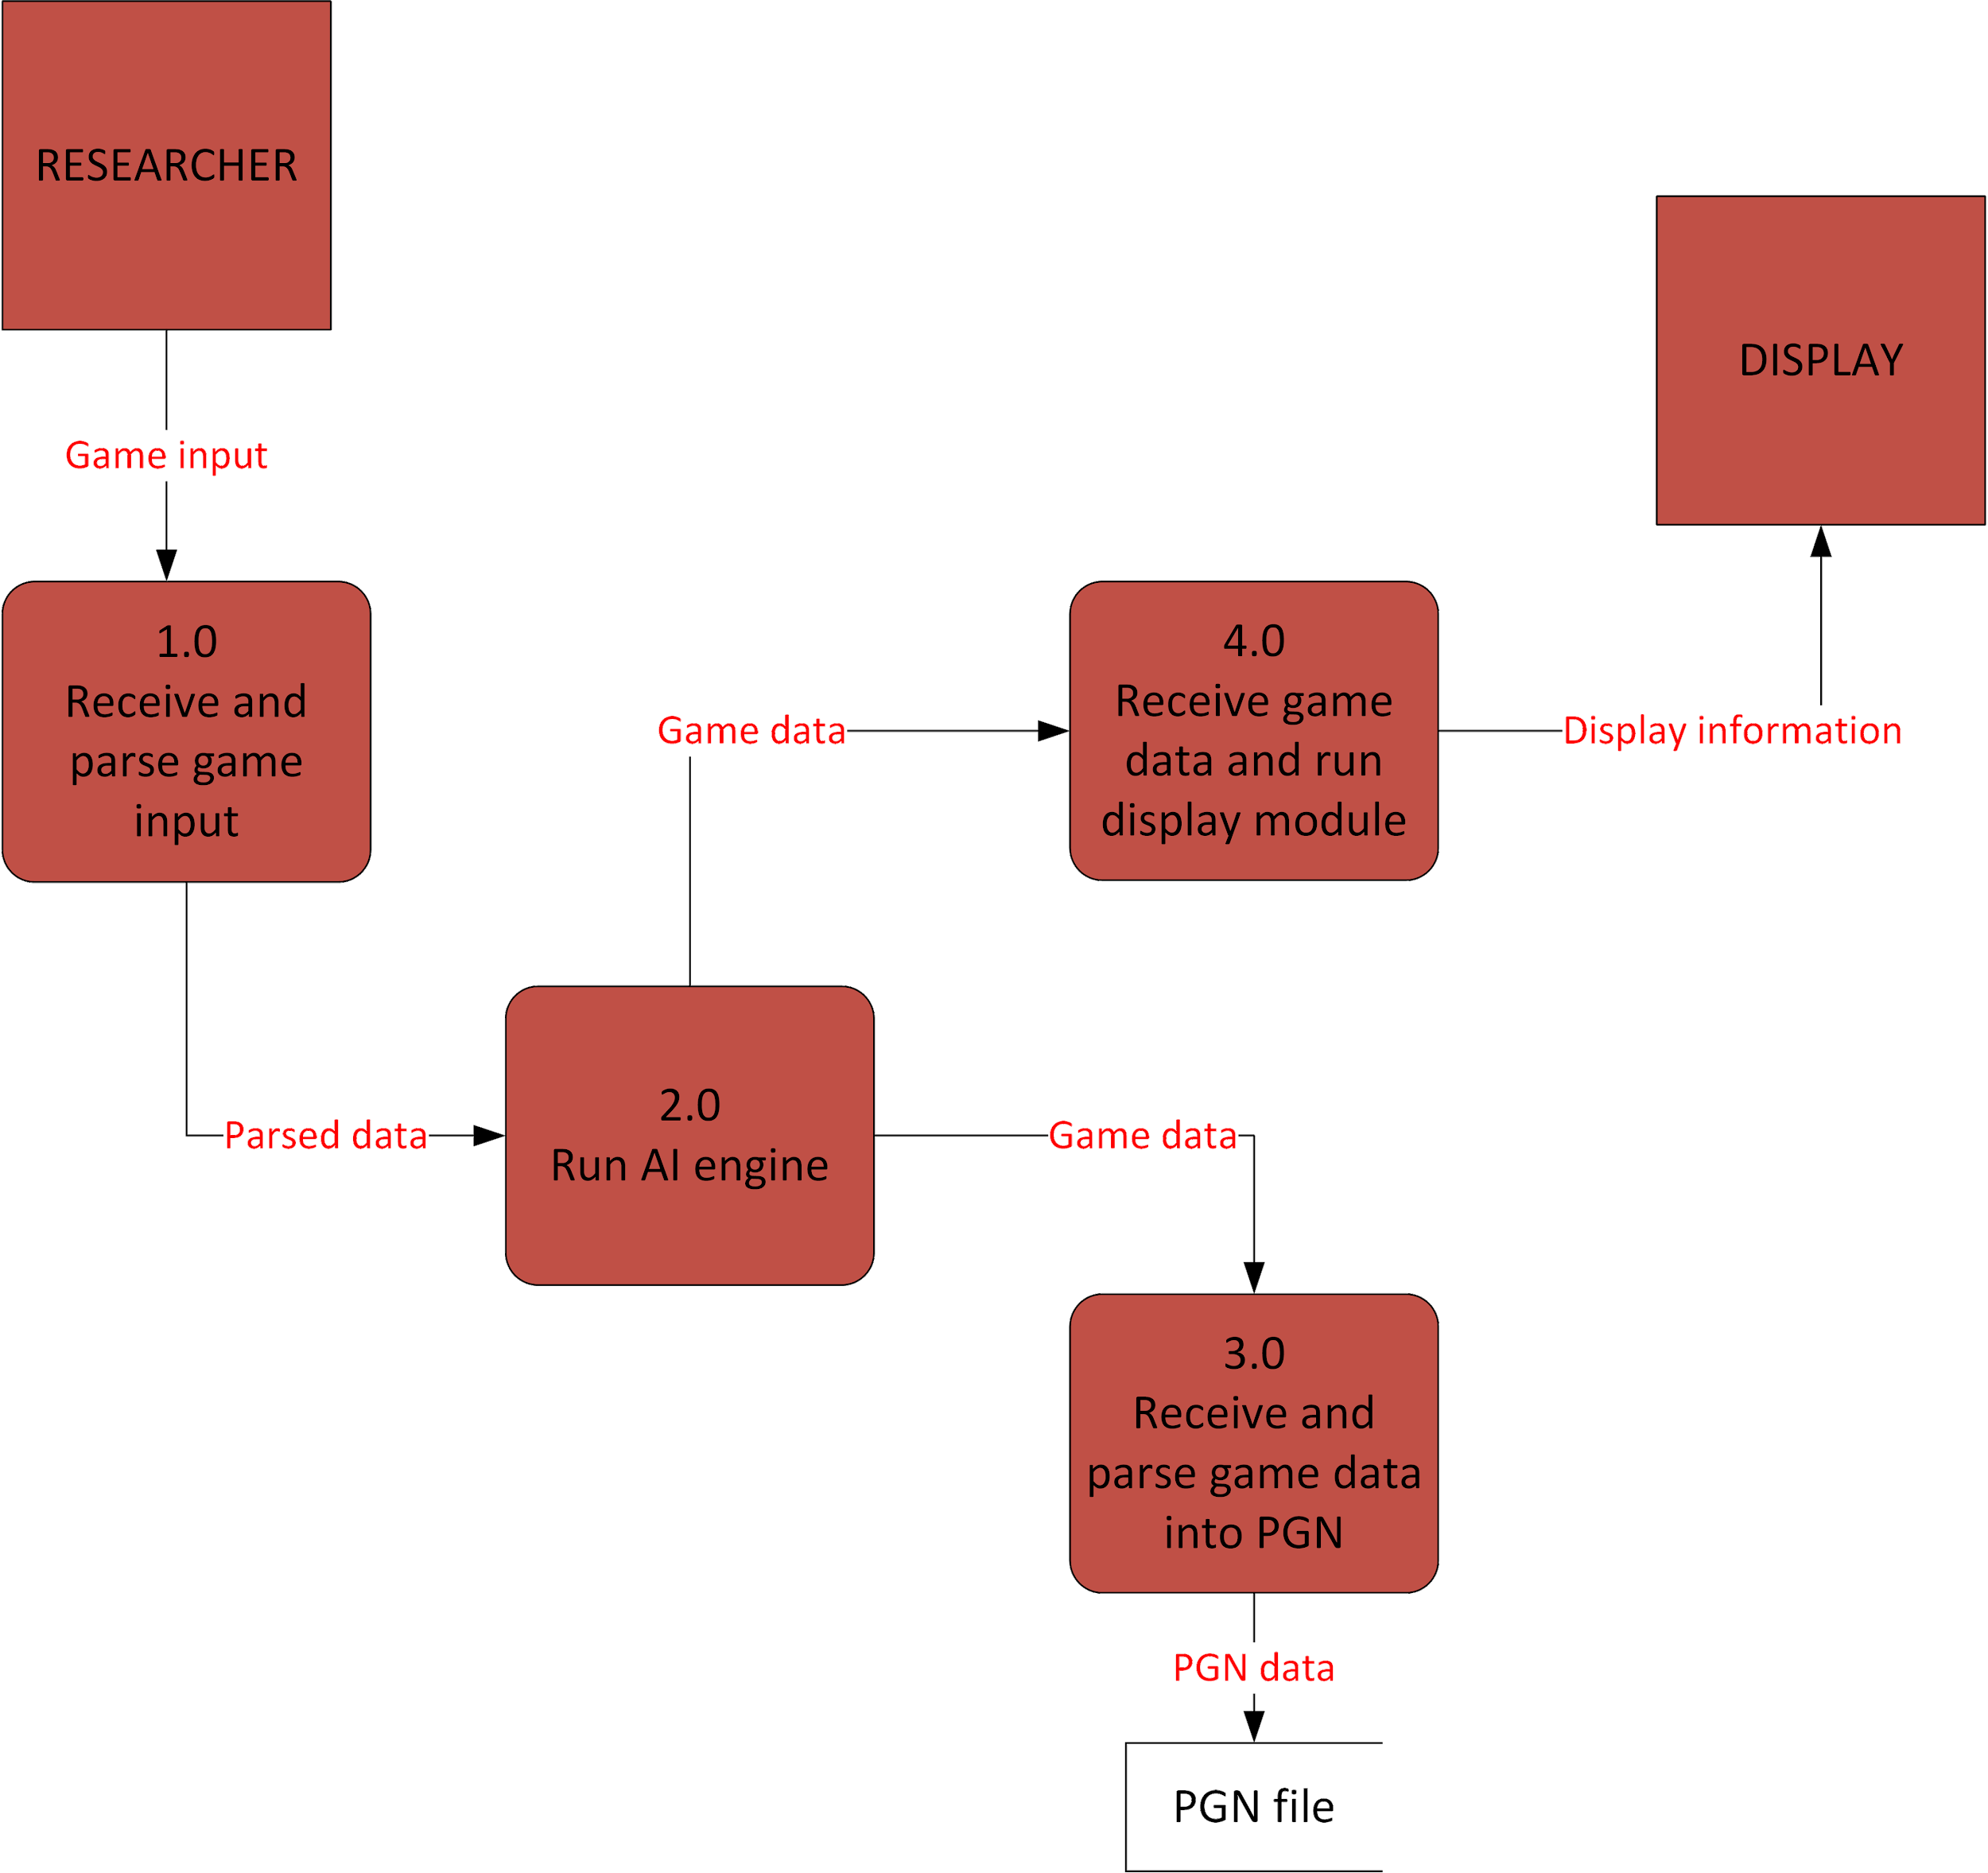 RESEARCHER
DISPLAY
Game input
1.0
Receive and
parse game
input
4.0
Receive game
data and run
display module
Game data
Display information
Parsed data
2.0
Run AI engine
Game data
3.0
Receive and
parse game data
into PGN
PGN data
PGN file